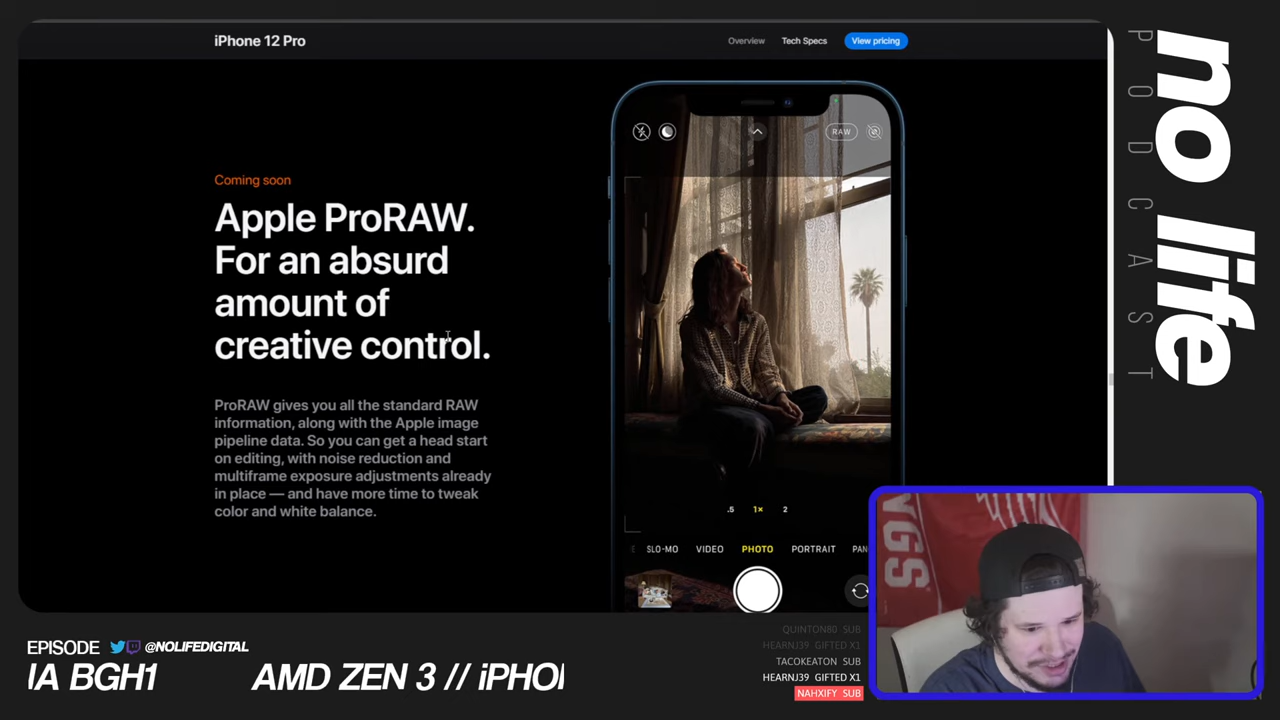 iPhone 12 Pro
Overview
Tech Specs
View pricing
Coming soon
Apple ProRAW.
For an absurd
amount of
creative control.
ProRAW gives you all the standard RAW
information, along with the Apple image
pipeline data. So you can get a head start
on editing, with noise reduction and
multiframe exposure adjustments already
in place — and have more time to tweak
color and white balance.
RAW
.5 1× 2
SLO-MO VIDEO PHOTO PORTRAIT PAN
no life
PODCAST
NGS
EPISODE @NOLIFEDIGITAL
IA BGH1 AMD ZEN 3 // iPHO
QUINTON80 SUB
HEARNJ39 GIFTED X1
TACOKEATON SUB
HEARNJ39 GIFTED X1
NAHXIFY SUB